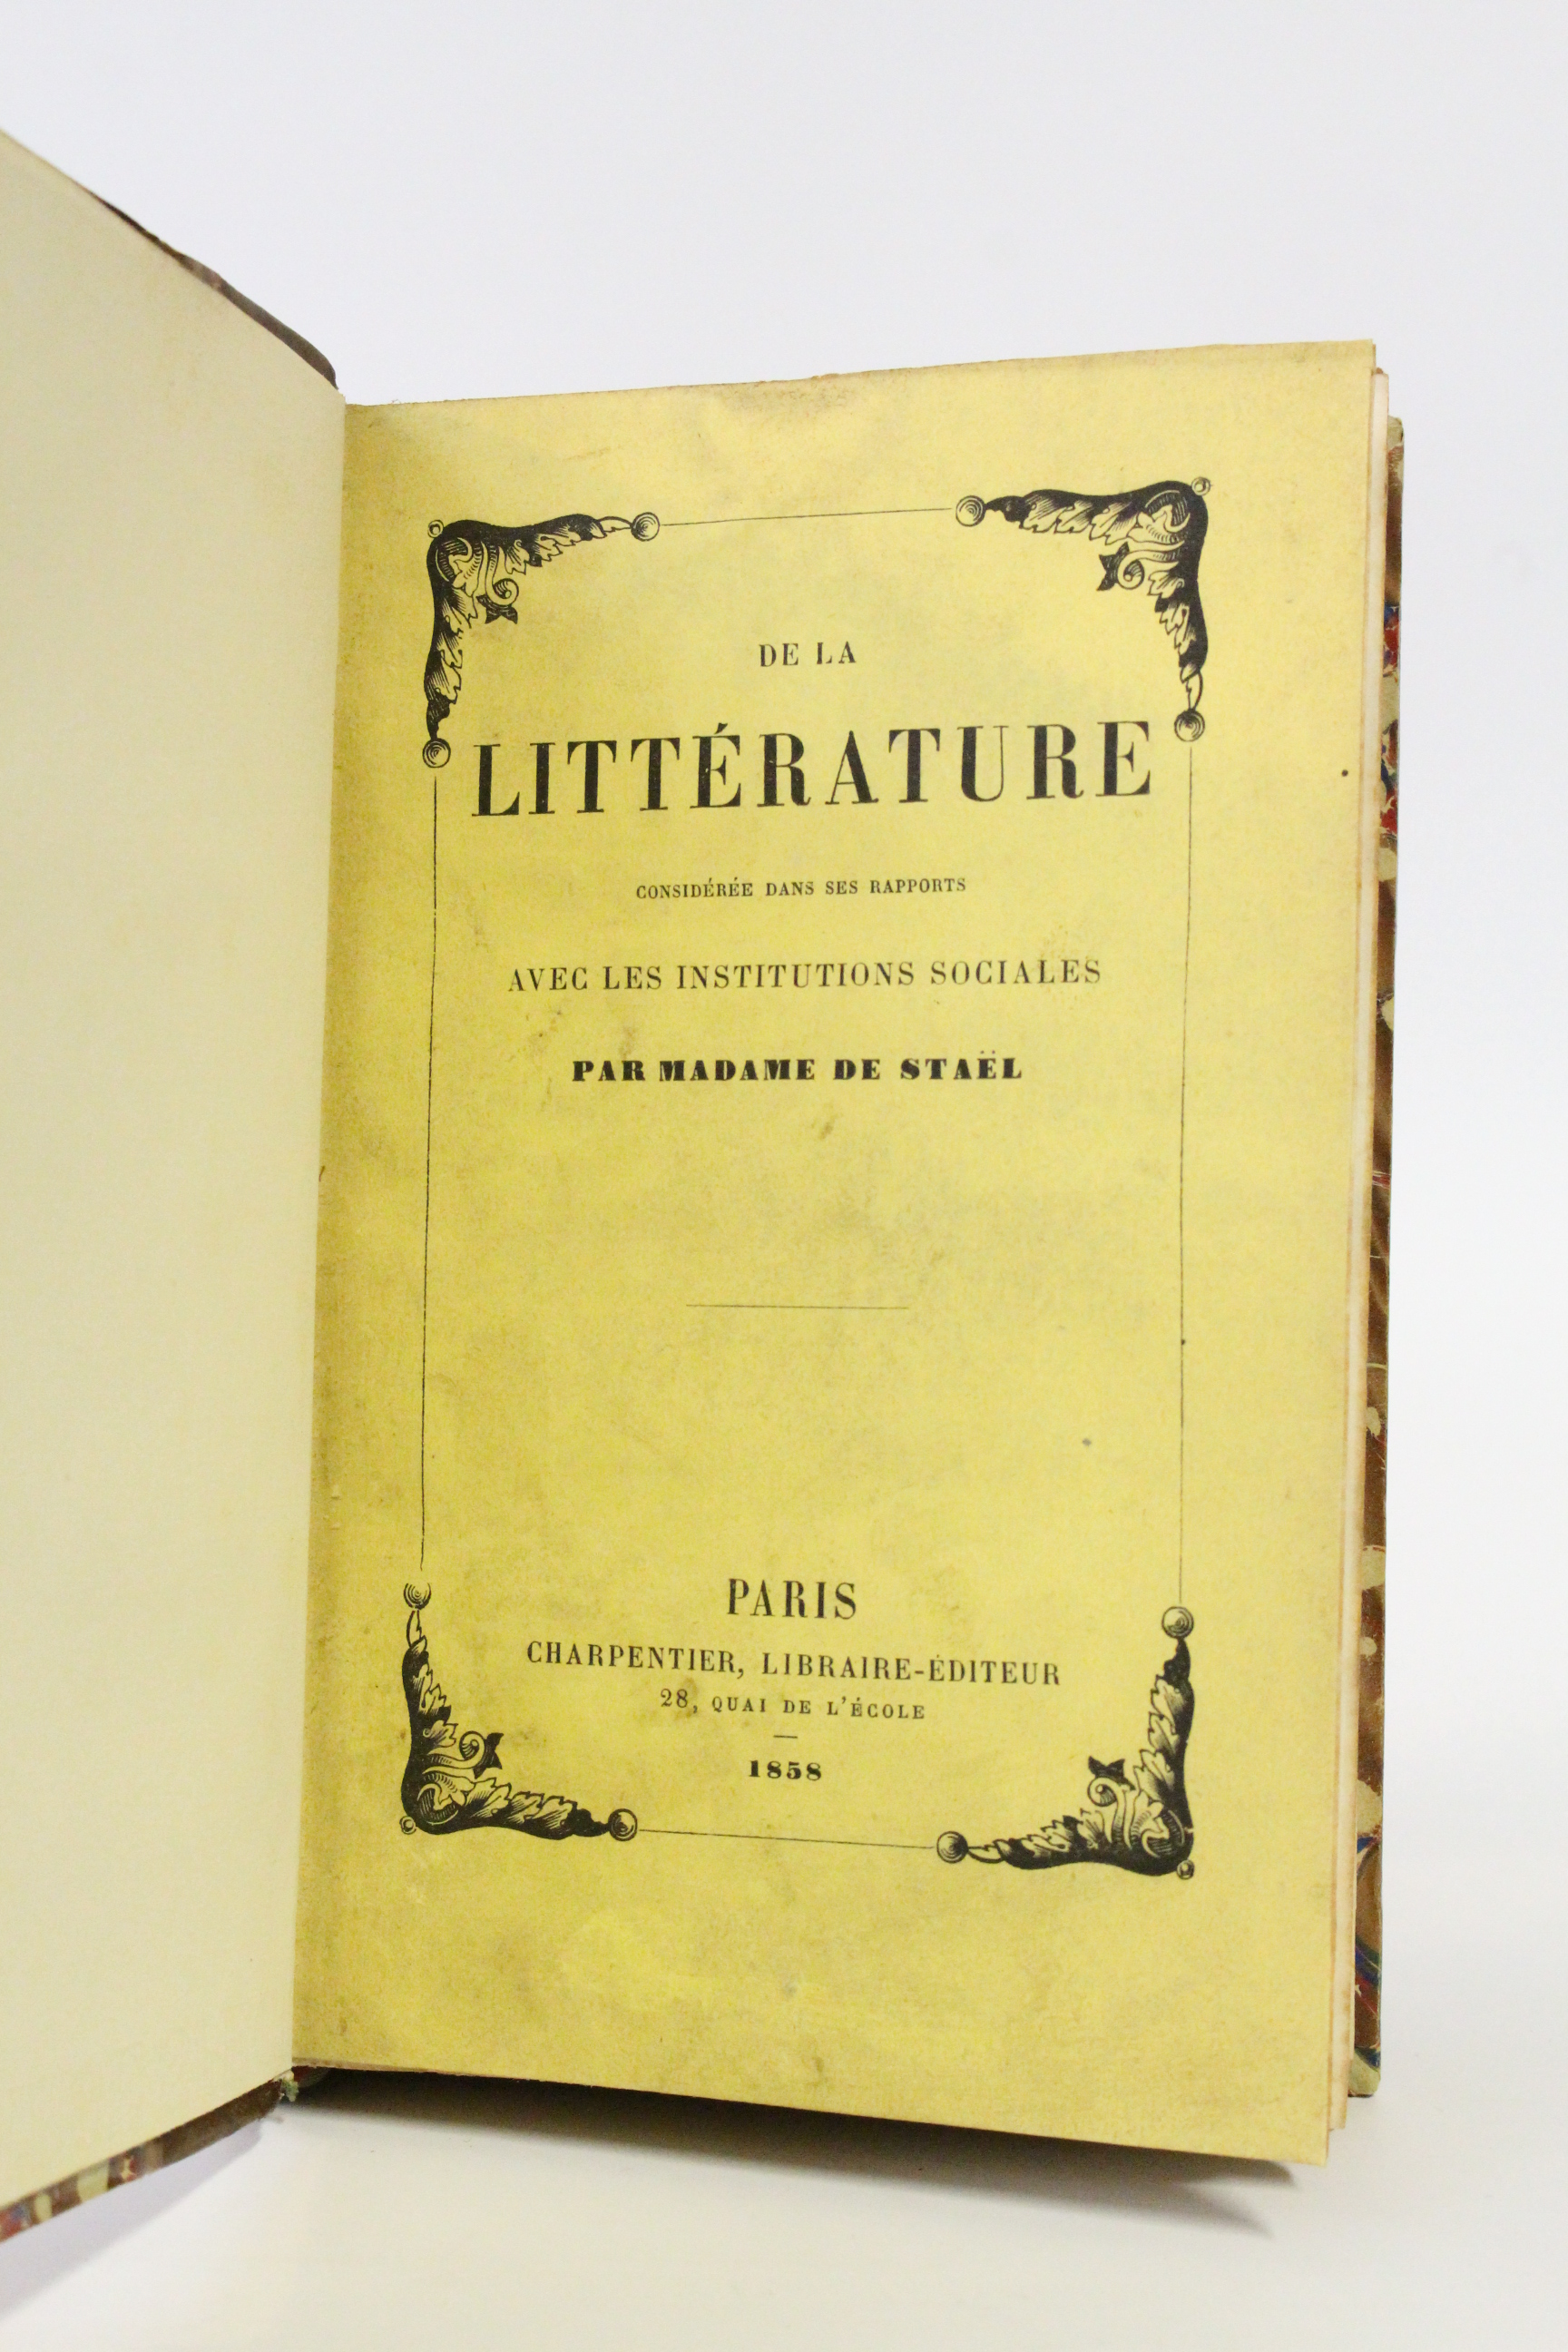 DE LA
LITTÉRATURE
CONSIDÉRÉE DANS SES RAPPORTS
AVEC LES INSTITUTIONS SOCIALES
PAR MADAME DE STAËL
PARIS
CHARPENTIER, LIBRAIRE-ÉDITEUR
28, QUAI DE L'ÉCOLE
1858